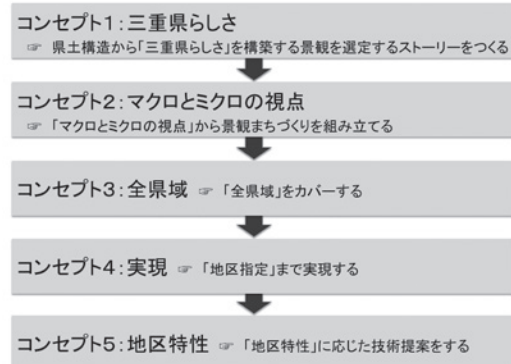 コンセプト1:三重県らしさ
☞ 県土構造から「三重県らしさ」を構築する景観を選定するストーリーをつくる
コンセプト2:マクロとミクロの視点
☞ 「マクロとミクロの視点」から景観まちづくりを組み立てる
コンセプト3:全県域 ☞ 「全県域」をカバーする
コンセプト4:実現 ☞ 「地区指定」まで実現する
コンセプト5:地区特性 ☞ 「地区特性」に応じた技術提案をする